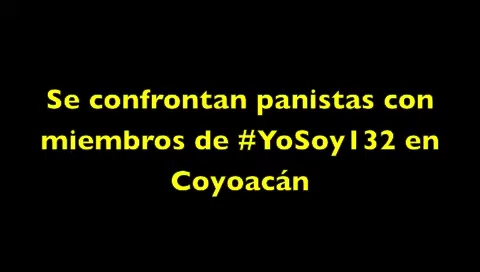 Se confrontan panistas con
miembros de #YoSoy132 en
Coyoacán